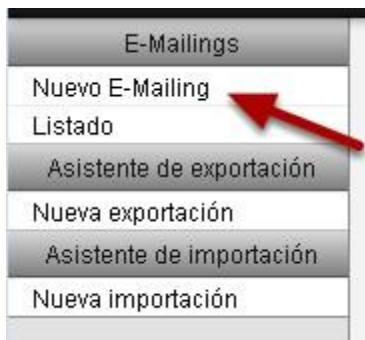 E-Mailings
Nuevo E-Mailing
Listado
Asistente de exportación
Nueva exportación
Asistente de importación
Nueva importación